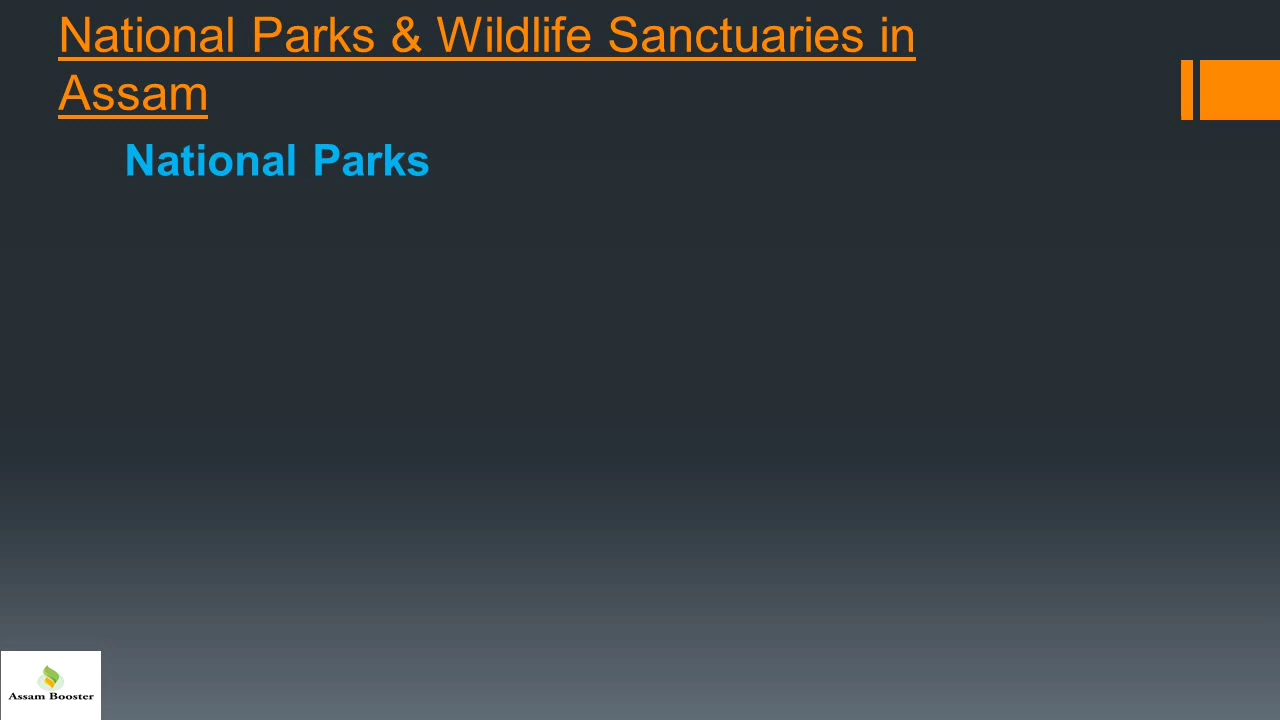 National Parks & Wildlife Sanctuaries in
Assam
National Parks
Assam Booster